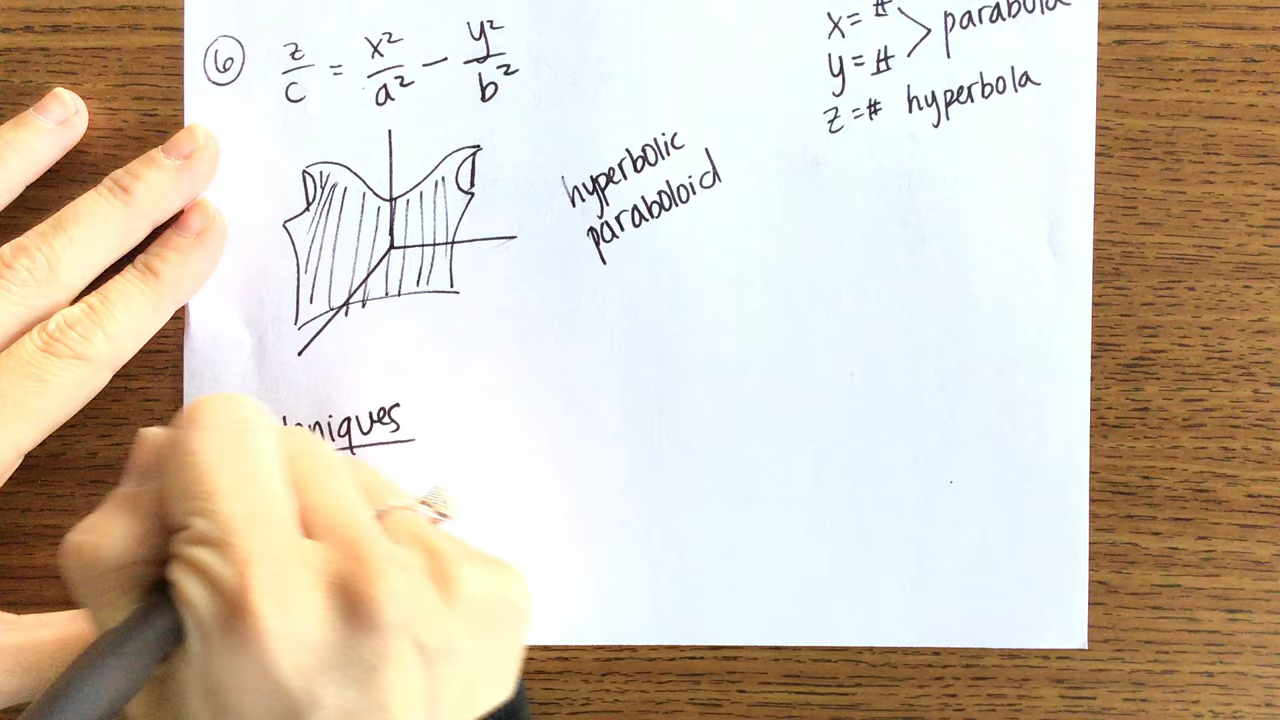 ⑥ z/c = x²/a² − y²/b²
x = #
y = # > parabola
z = # hyperbola
hyperbolic
paraboloid